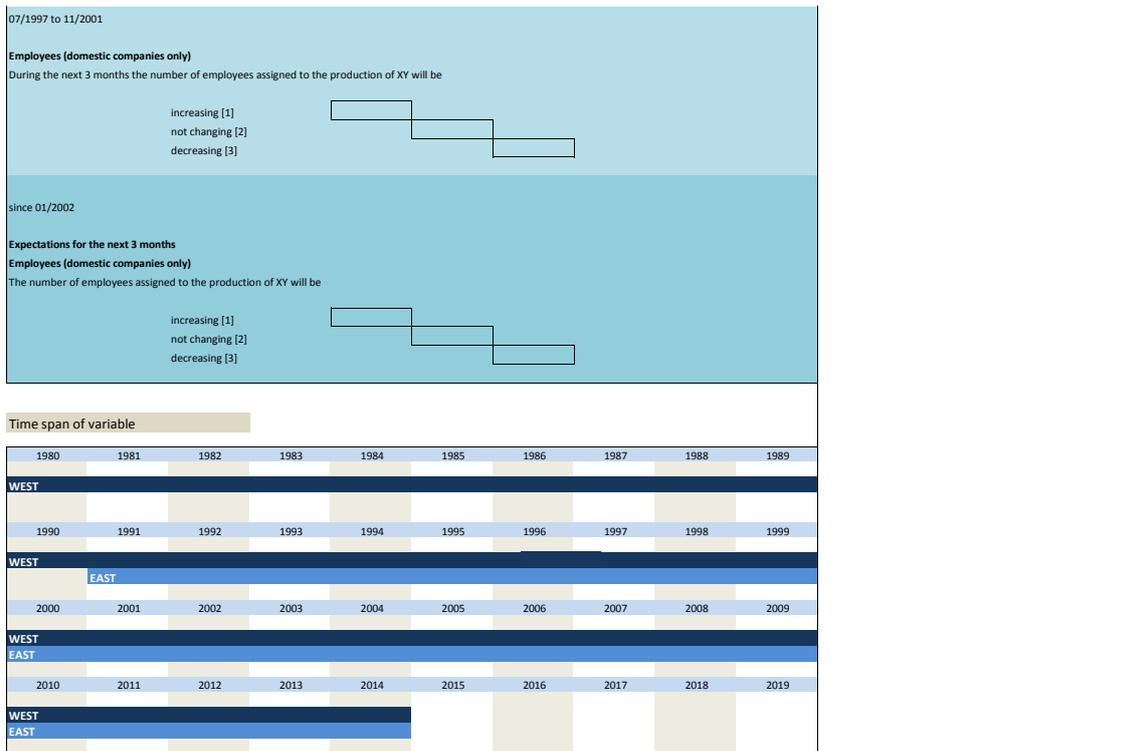 07/1997 to 11/2001
Employees (domestic companies only)
During the next 3 months the number of employees assigned to the production of XY will be
increasing [1]
not changing [2]
decreasing [3]
since 01/2002
Expectations for the next 3 months
Employees (domestic companies only)
The number of employees assigned to the production of XY will be
increasing [1]
not changing [2]
decreasing [3]
Time span of variable
1980 1981 1982 1983 1984 1985 1986 1987 1988 1989
WEST
1990 1991 1992 1993 1994 1995 1996 1997 1998 1999
WEST
EAST
2000 2001 2002 2003 2004 2005 2006 2007 2008 2009
WEST
EAST
2010 2011 2012 2013 2014 2015 2016 2017 2018 2019
WEST
EAST